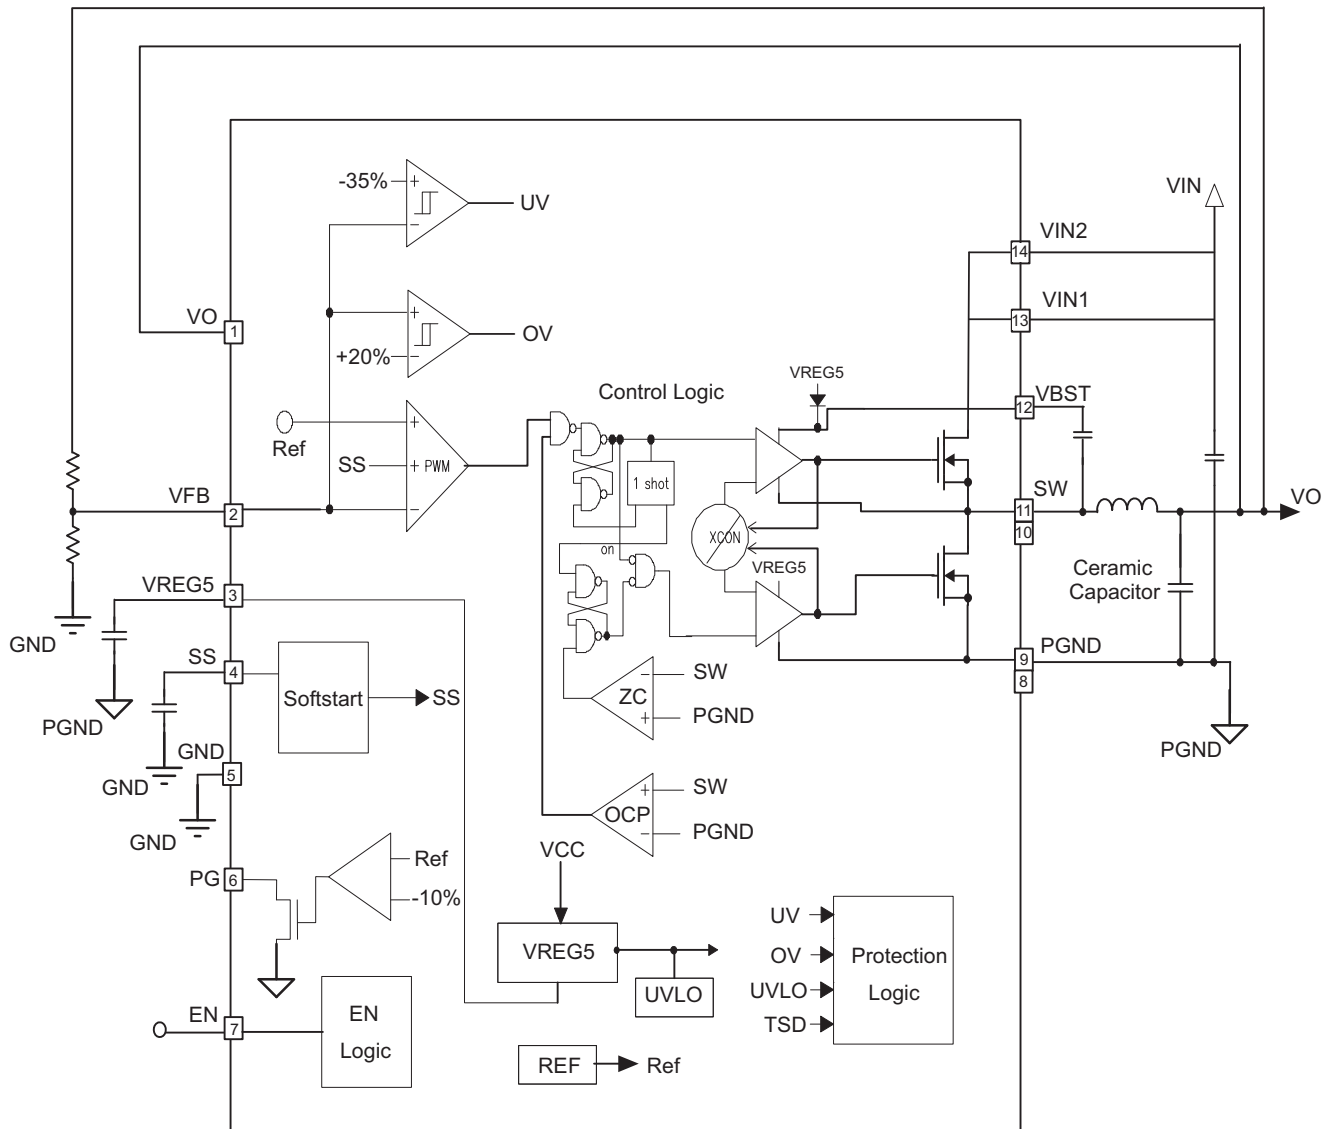 VIN
-35%
+
-
UV
VIN2
14
VO
1
+
-
+20%
OV
VIN1
13
Control Logic
VREG5
VBST
12
Ref
SS
+
+
-
PWM
1 shot
VFB
2
SW
11
10
VO
XCON
on
VREG5
Ceramic
Capacitor
VREG5
3
GND
SS
4
Softstart
SS
PGND
9
8
-
+
ZC
SW
PGND
PGND
GND
GND
5
PGND
GND
+
-
OCP
SW
PGND
PG
6
Ref
-10%
VCC
VREG5
UVLO
UV
OV
UVLO
TSD
Protection
Logic
EN
7
EN
Logic
REF
Ref